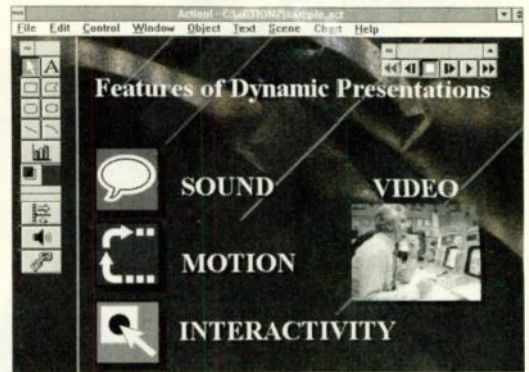 Action! - C:\ACTION2\sample.act
File Edit Control Window Object Text Scene Chart Help
A
Features of Dynamic Presentations
SOUND
VIDEO
MOTION
INTERACTIVITY